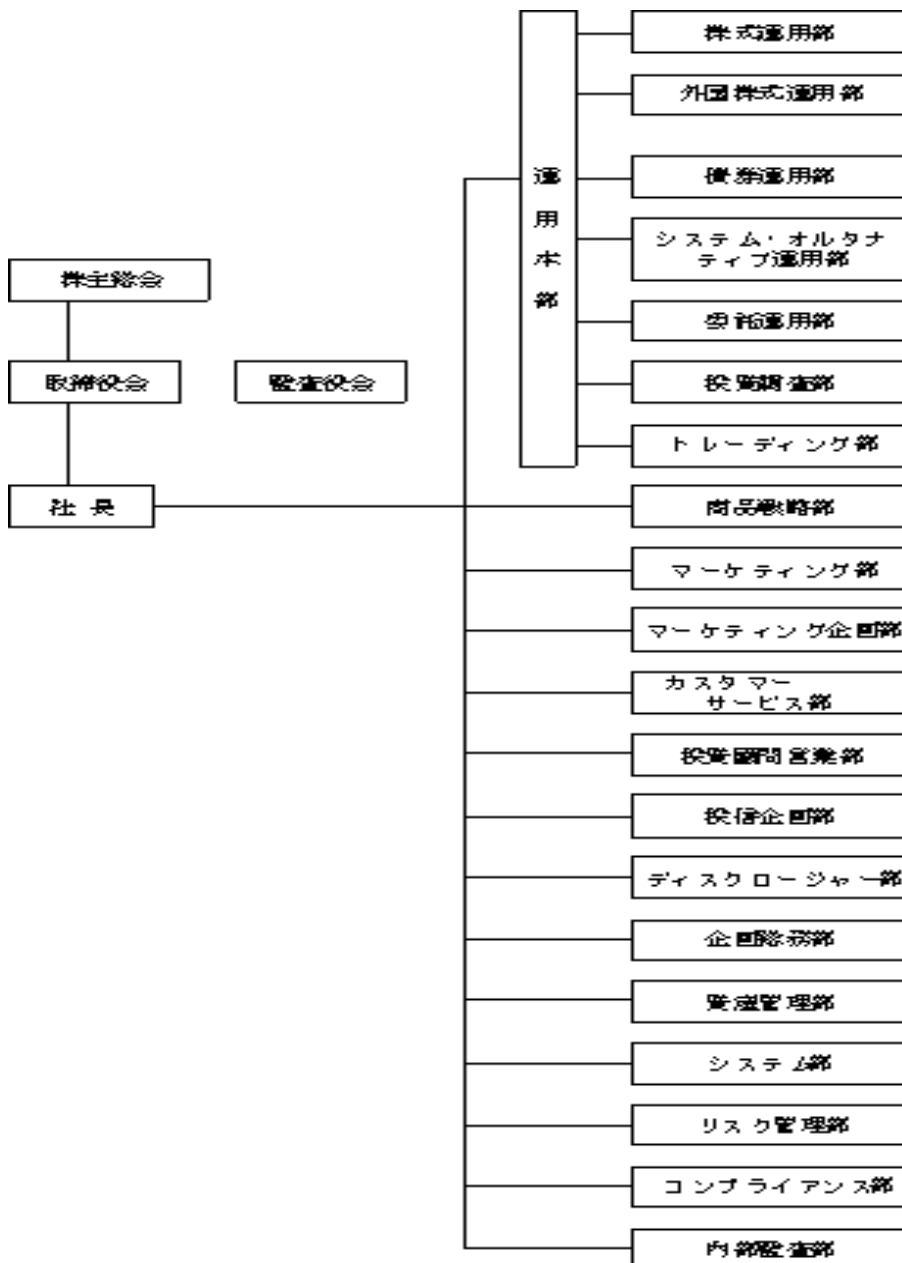 株式運用部
外国株式運用部
債券運用部
システム・オルタナ
ティブ運用部
委託運用部
投資調査部
トレーディング部
運用本部
株主総会
取締役会
監査役会
社長
商品戦略部
マーケティング部
マーケティング企画部
カスタマー
サービス部
投資顧問営業部
投信企画部
ディスクロージャー部
企画総務部
資産管理部
システム部
リスク管理部
コンプライアンス部
内部監査部